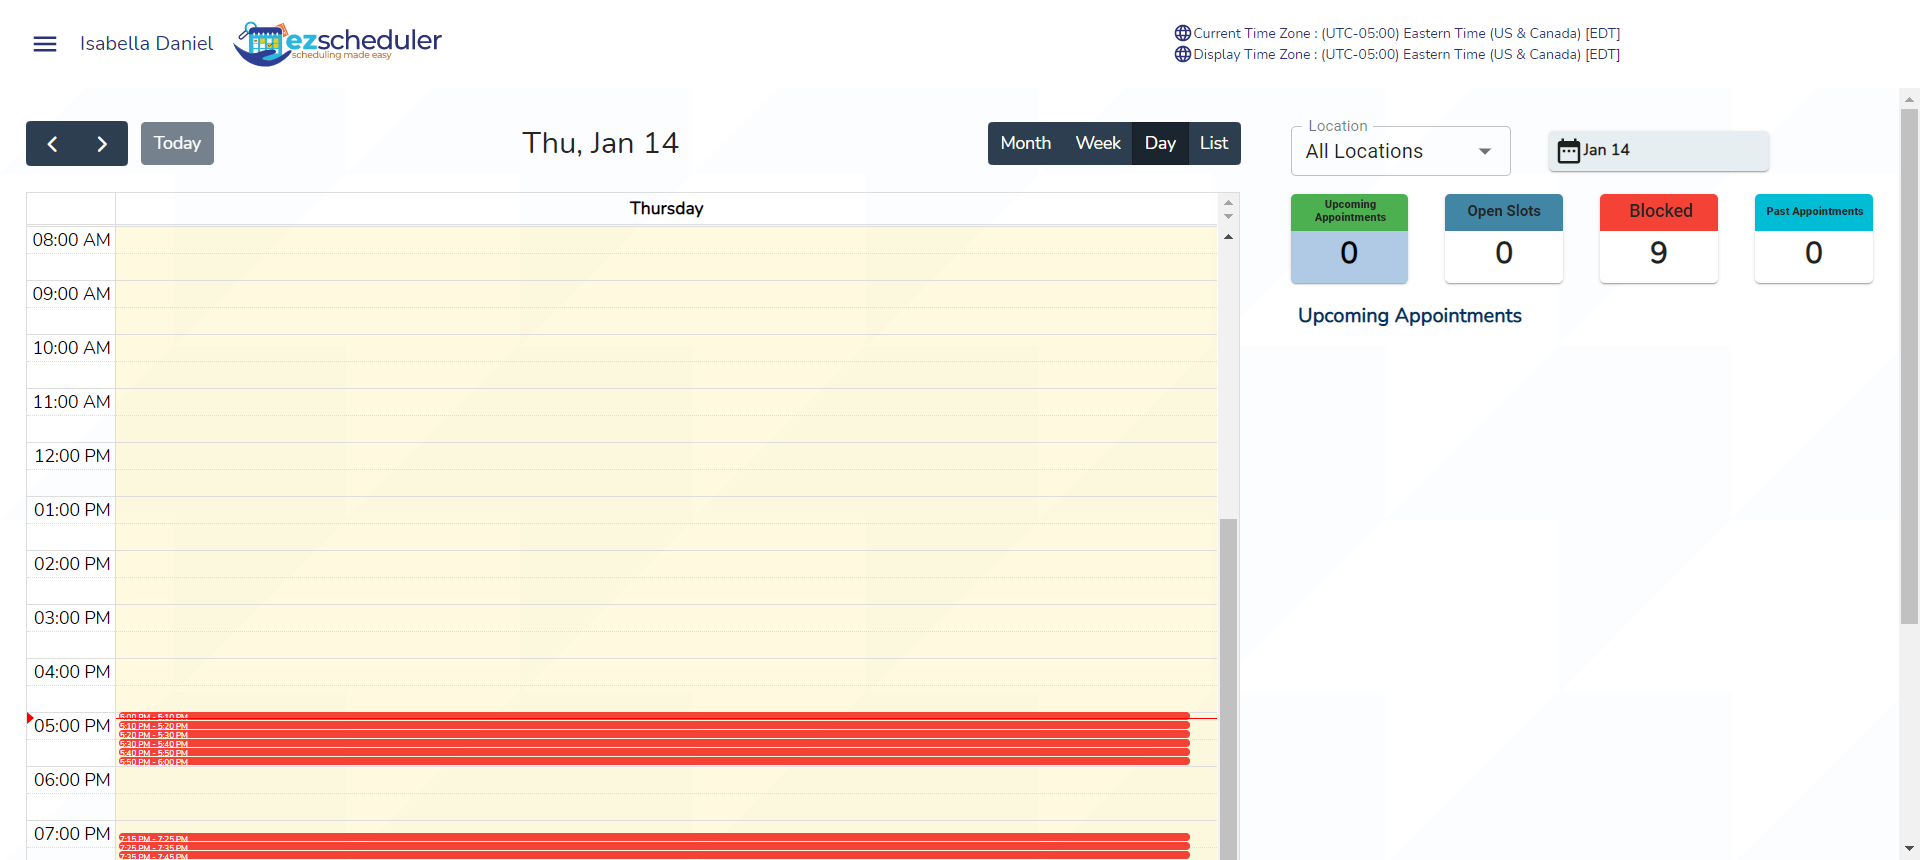 Isabella Daniel
ezscheduler
scheduling made easy
Current Time Zone : (UTC-05:00) Eastern Time (US & Canada) [EDT]
Display Time Zone : (UTC-05:00) Eastern Time (US & Canada) [EDT]
Today
Thu, Jan 14
Month Week Day List
Location
All Locations
Jan 14
Upcoming Appointments
0
Open Slots
0
Blocked
9
Past Appointments
0
Upcoming Appointments
Thursday
08:00 AM
09:00 AM
10:00 AM
11:00 AM
12:00 PM
01:00 PM
02:00 PM
03:00 PM
04:00 PM
05:00 PM
5:00 PM - 5:10 PM
5:10 PM - 5:20 PM
5:20 PM - 5:30 PM
5:30 PM - 5:40 PM
5:40 PM - 5:50 PM
5:50 PM - 6:00 PM
06:00 PM
07:00 PM
7:15 PM - 7:25 PM
7:25 PM - 7:35 PM
7:35 PM - 7:45 PM